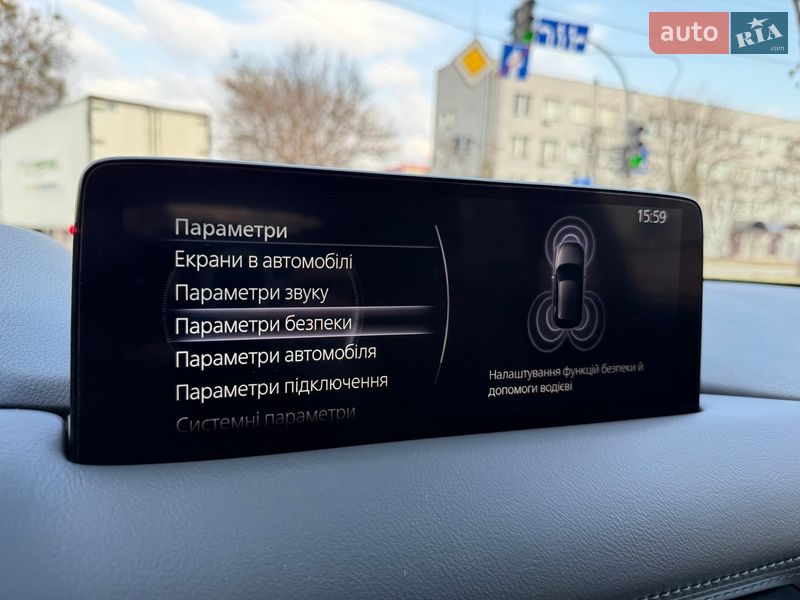 auto RIA .com
15:59
Параметри
Екрани в автомобілі
Параметри звуку
Параметри безпеки
Параметри автомобіля
Параметри підключення
Системні параметри
Налаштування функцій безпеки й
допомоги водієві